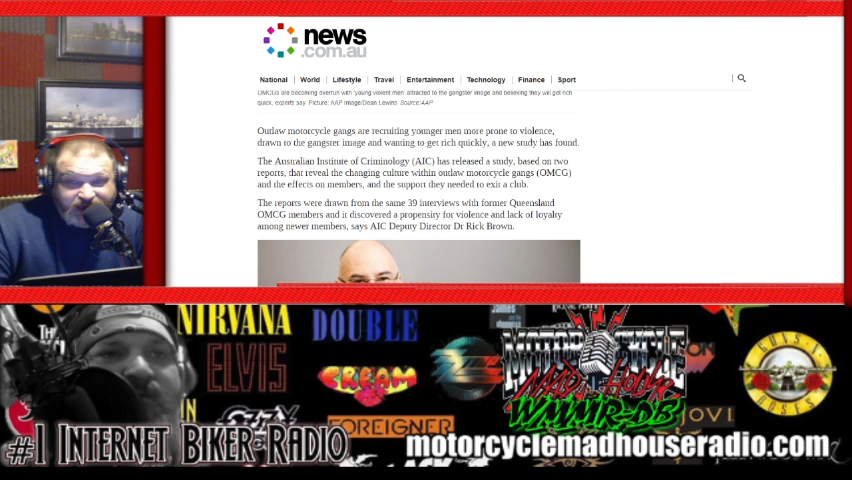 news
.com.au
National | World | Lifestyle | Travel | Entertainment | Technology | Finance | Sport
OMCGs are becoming overrun with 'young violent men' attracted to the gangster image and believing they will get rich
quick, experts say. Picture: AAP Image/Dean Lewins Source:AAP
Outlaw motorcycle gangs are recruiting younger men more prone to violence,
drawn to the gangster image and wanting to get rich quickly, a new study has found.
The Australian Institute of Criminology (AIC) has released a study, based on two
reports, that reveal the changing culture within outlaw motorcycle gangs (OMCG)
and the effects on members, and the support they needed to exit a club.
The reports were drawn from the same 39 interviews with former Queensland
OMCG members and it discovered a propensity for violence and lack of loyalty
among newer members, says AIC Deputy Director Dr Rick Brown.
NIRVANA
DOUBLE
ELVIS
CREAM
OZZY
FOREIGNER
MOTORCYCLE
MAD HOUSE
WMMR-DB
GUNS N
ROSES
#1 INTERNET BIKER RADIO
motorcyclemadhouseradio.com